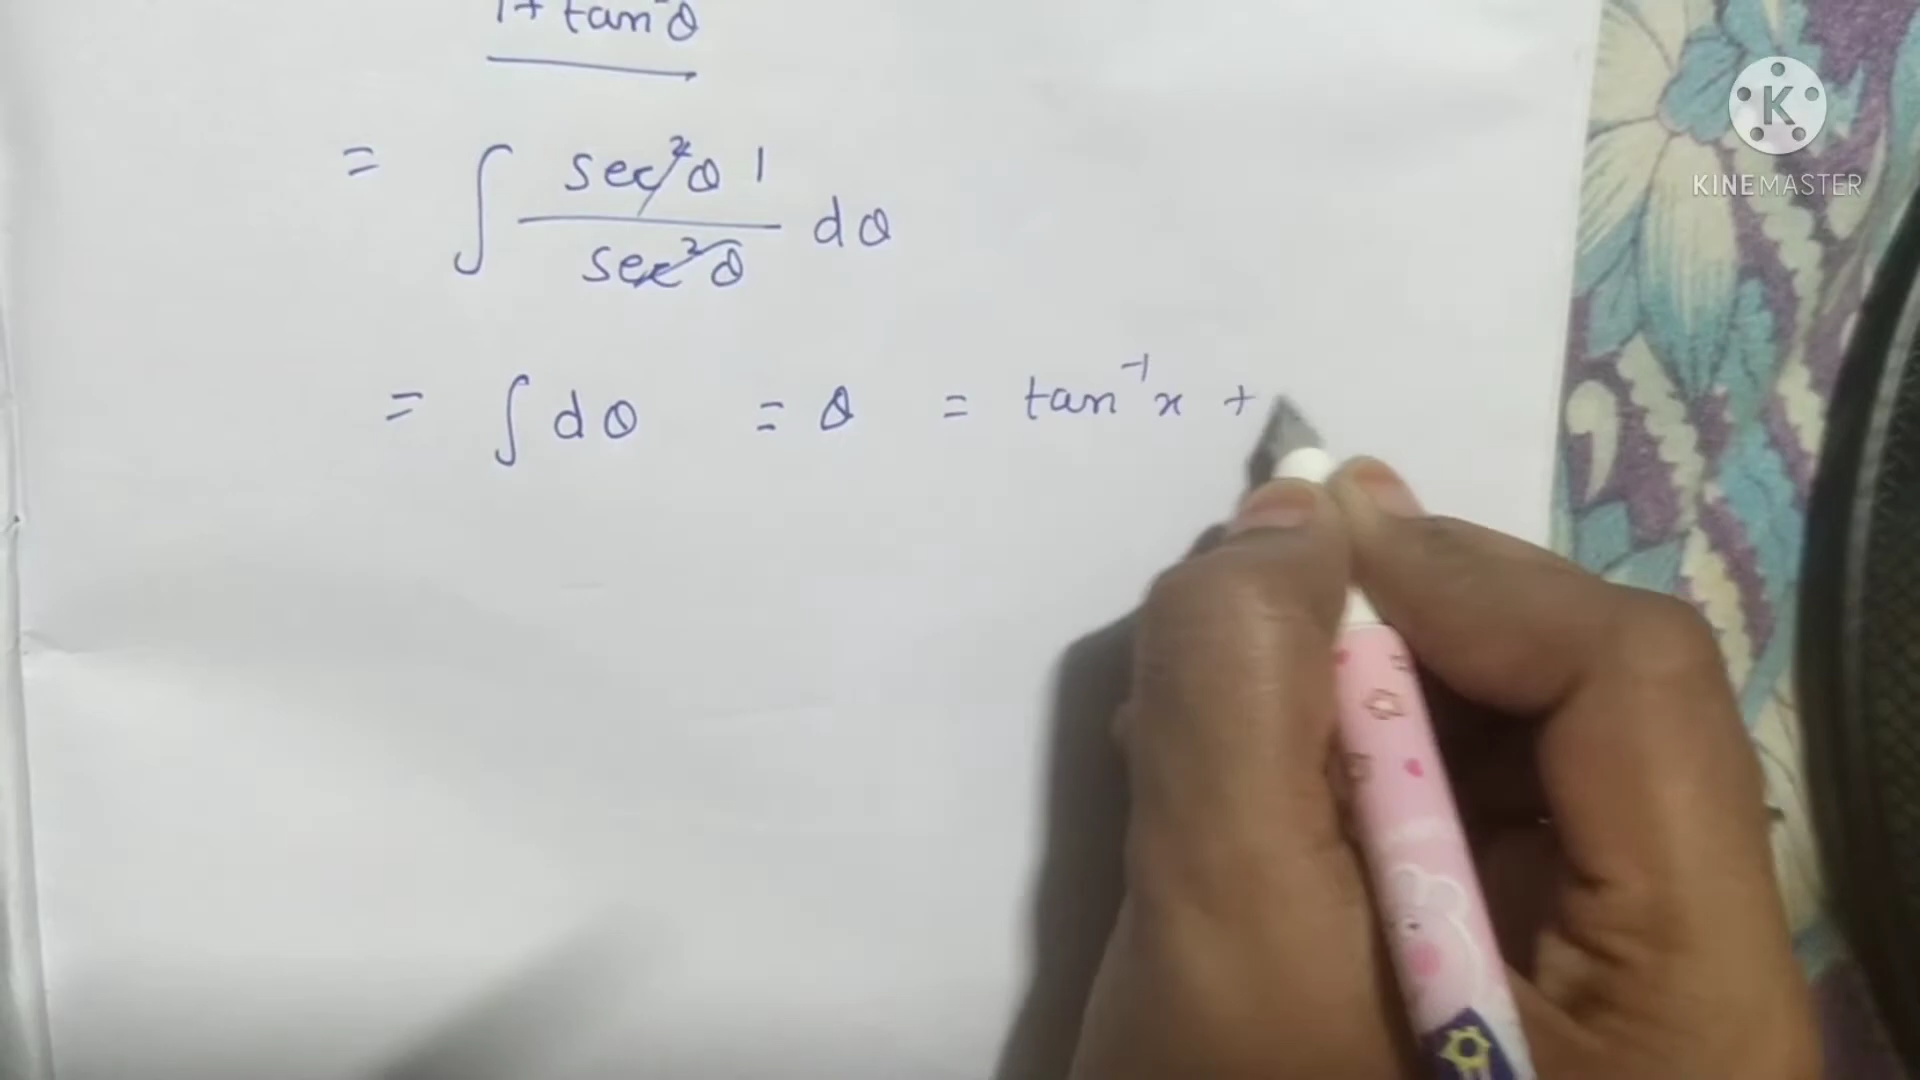 1 + tan²θ
= ∫ sec²θ 1 / sec²θ dθ
= ∫ dθ = θ = tan⁻¹x +
K
KINEMASTER